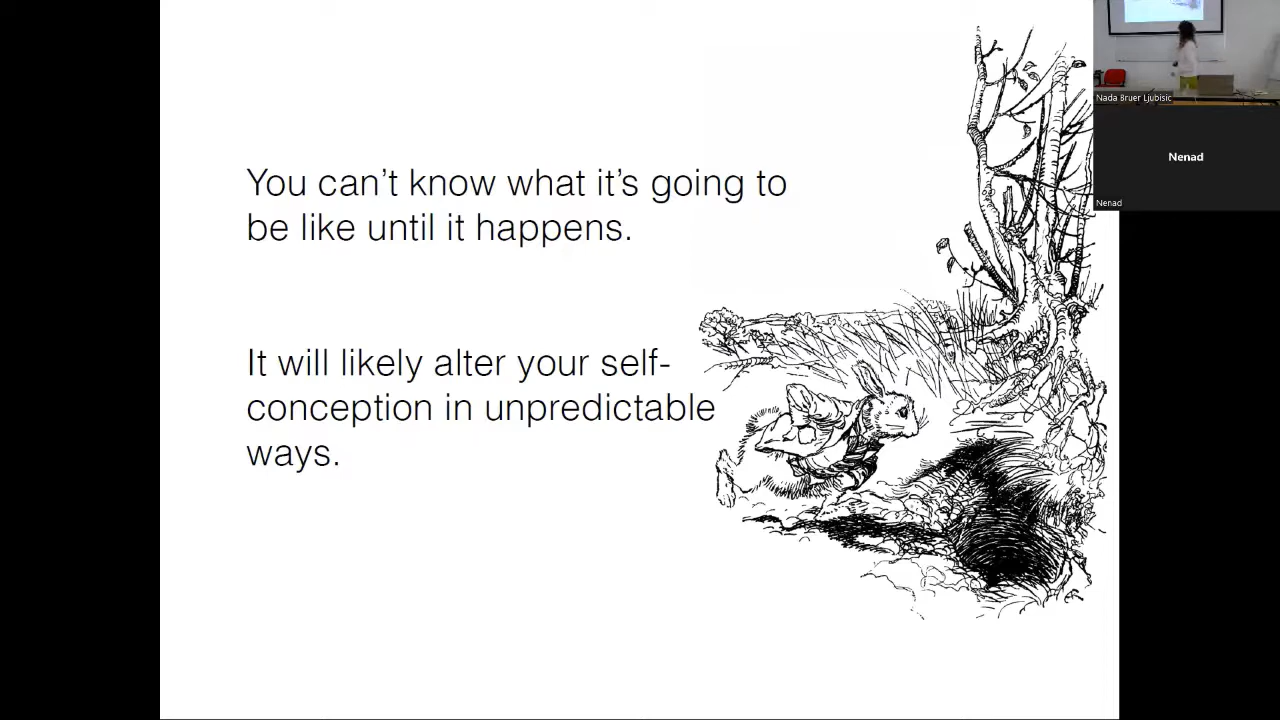 You can't know what it's going to
be like until it happens.
It will likely alter your self-
conception in unpredictable
ways.
Nada Bruer Ljubisic
Nenad
Nenad